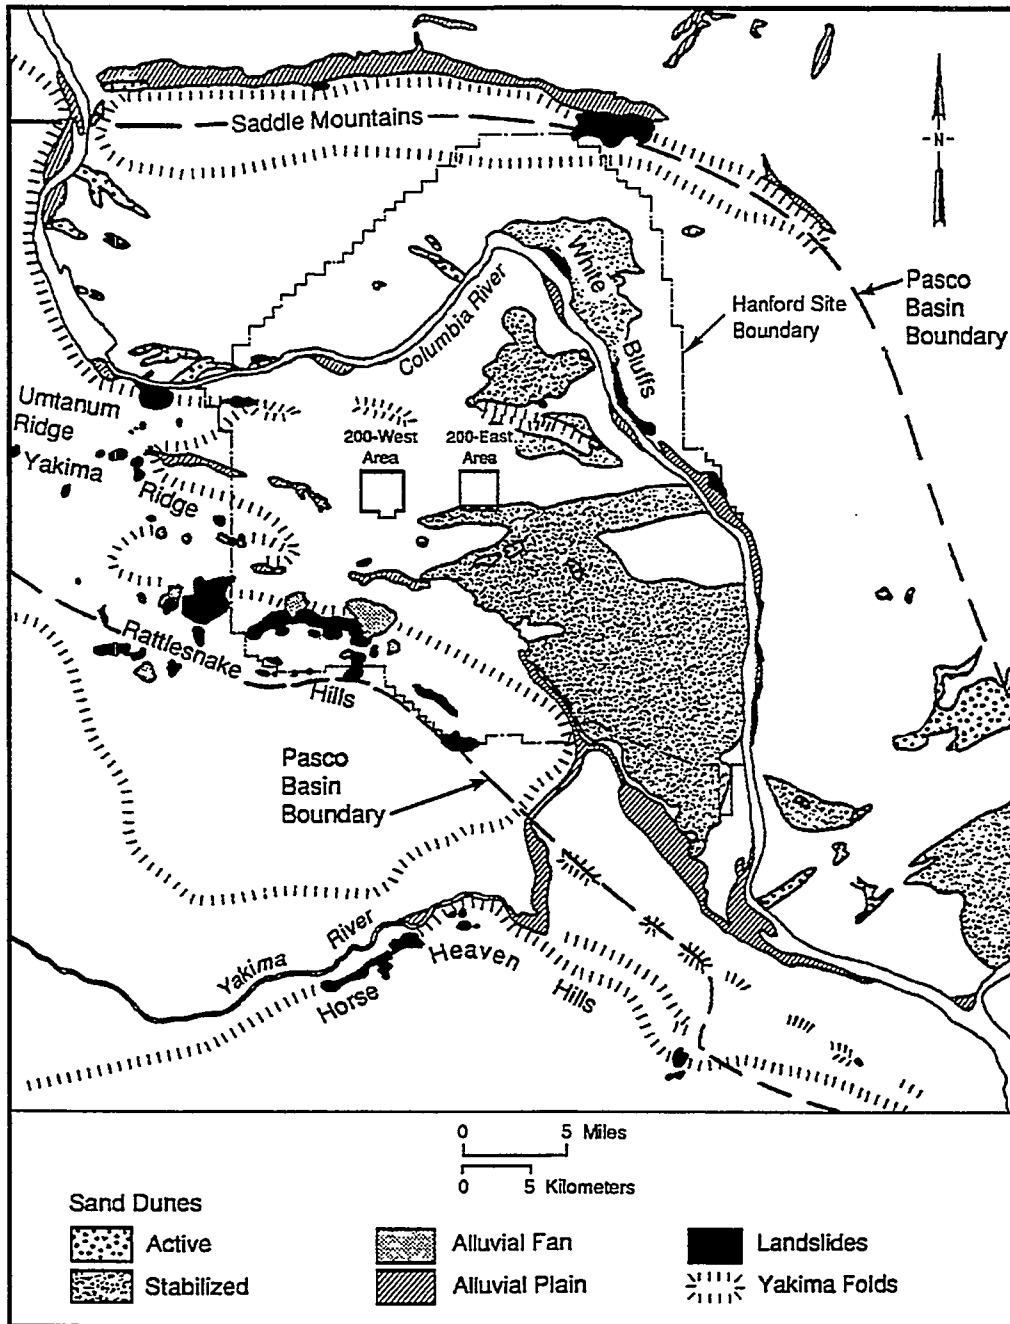 Saddle Mountains
N
White
Bluffs
Columbia River
Hanford Site
Boundary
Pasco
Basin
Boundary
Umtanum
Ridge
Yakima
Ridge
200-West
Area
200-East
Area
Rattlesnake
Hills
Pasco
Basin
Boundary
Yakima River
Horse Heaven Hills
0 5 Miles
0 5 Kilometers
Sand Dunes
Active
Stabilized
Alluvial Fan
Alluvial Plain
Landslides
Yakima Folds